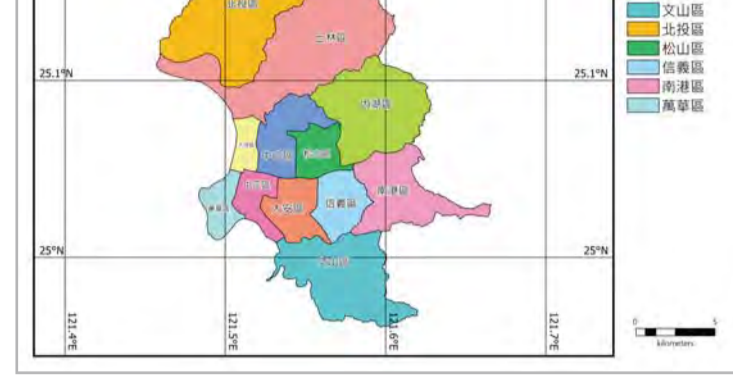 北投區
士林區
內湖區
中山區
松山區
中正區
大安區
信義區
南港區
萬華區
文山區
25.1°N
25.1°N
25°N
25°N
121.4°E
121.5°E
121.6°E
121.7°E
文山區
北投區
松山區
信義區
南港區
萬華區
0
5
kilometers